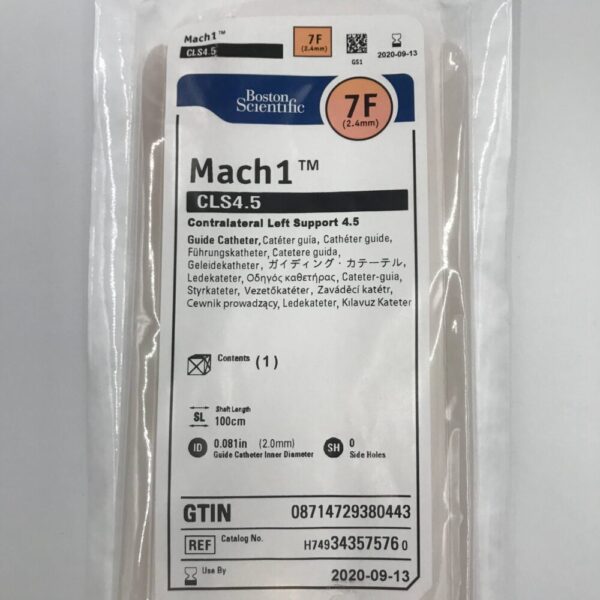 Mach1™
CLS4.5
7F
(2.4mm)
GS1
2020-09-13
Boston
Scientific
7F
(2.4mm)
Mach1™
CLS4.5
Contralateral Left Support 4.5
Guide Catheter, Catéter guía, Cathéter guide,
Führungskatheter, Catetere guida,
Geleidekatheter, ガイディング・カテーテル,
Ledekateter, Οδηγός καθετήρας, Cateter-guia,
Styrkateter, Vezetőkatéter, Zaváděcí katétr,
Cewnik prowadzący, Ledekateter, Kılavuz Kateter
Contents (1)
SL
Shaft Length
100cm
ID 0.081in (2.0mm)
Guide Catheter Inner Diameter
SH 0
Side Holes
GTIN 08714729380443
REF Catalog No. H74934357576 0
Use By 2020-09-13